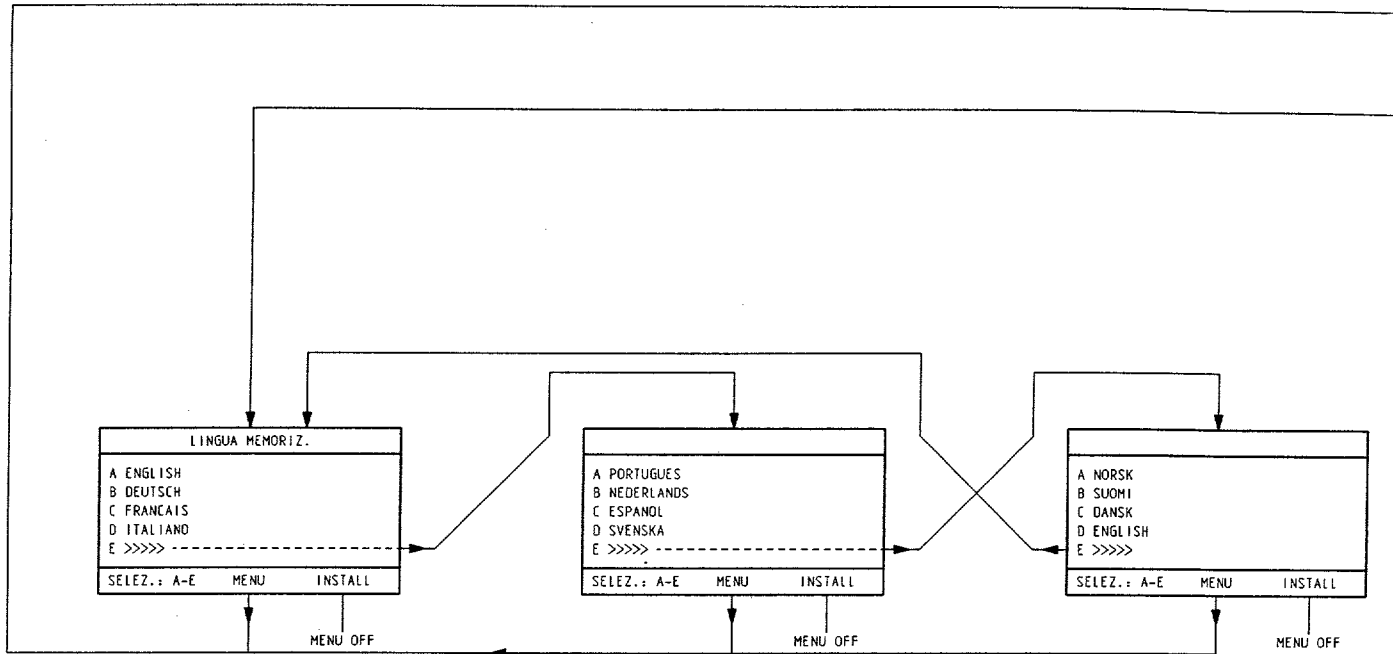 LINGUA MEMORIZ.
A ENGLISH
B DEUTSCH
C FRANCAIS
D ITALIANO
E >>>>>
SELEZ.: A-E MENU INSTALL
MENU OFF
A PORTUGUES
B NEDERLANDS
C ESPANOL
D SVENSKA
E >>>>>
SELEZ.: A-E MENU INSTALL
MENU OFF
A NORSK
B SUOMI
C DANSK
D ENGLISH
E >>>>>
SELEZ.: A-E MENU INSTALL
MENU OFF